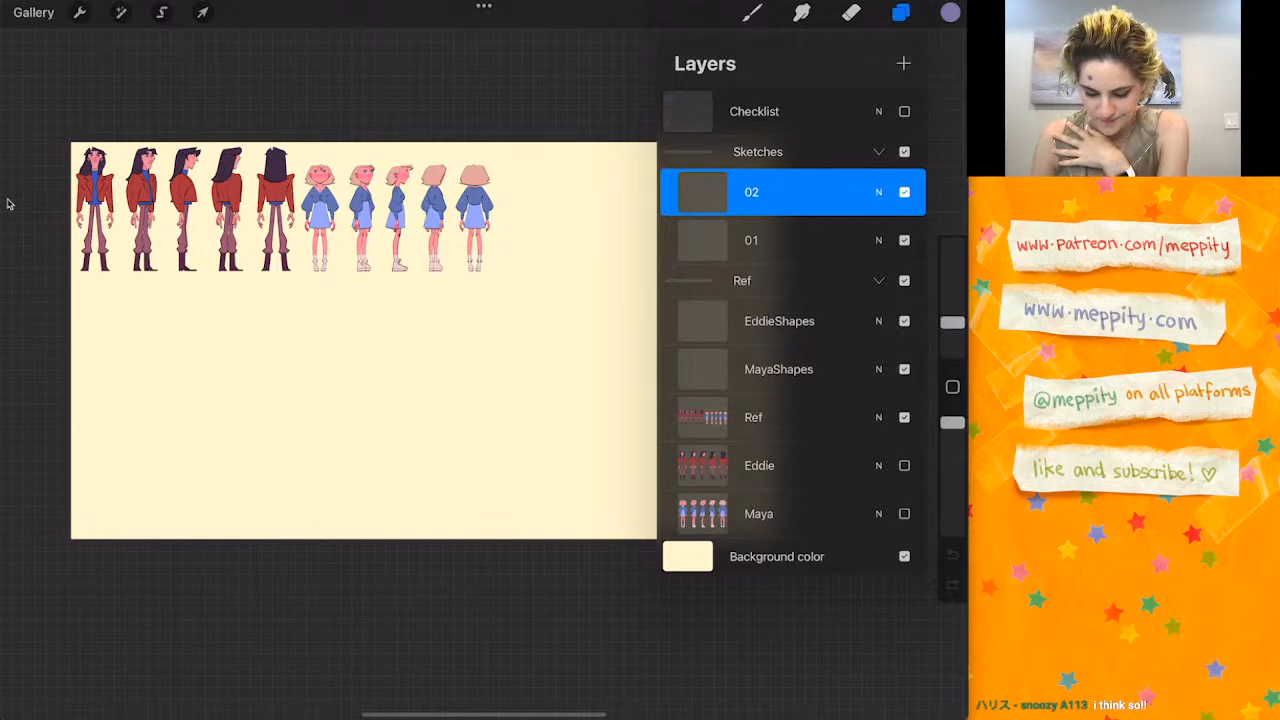 Gallery
Layers
Checklist N
Sketches
02 N
01 N
Ref
EddieShapes N
MayaShapes N
Ref N
Eddie N
Maya N
Background color
www.patreon.com/meppity
www.meppity.com
@meppity on all platforms
like and subscribe! ♡
ハリス - snoozy A113 i think so!!